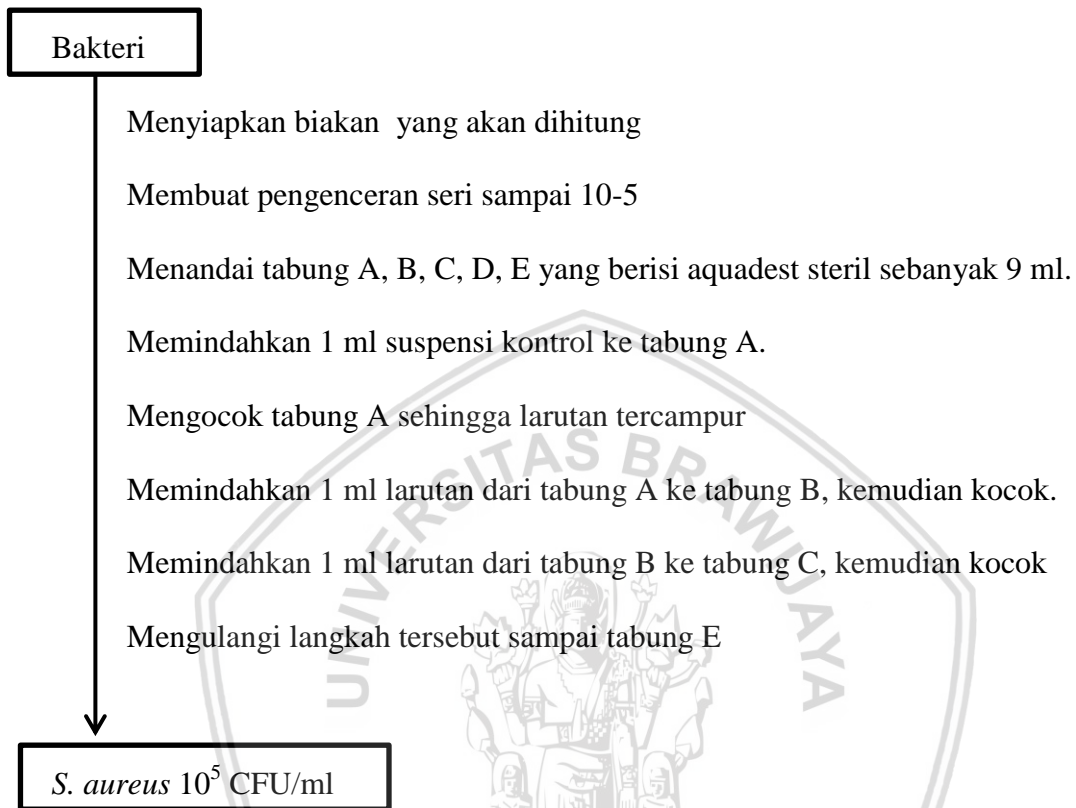 Bakteri
Menyiapkan biakan yang akan dihitung
Membuat pengenceran seri sampai 10-5
Menandai tabung A, B, C, D, E yang berisi aquadest steril sebanyak 9 ml.
Memindahkan 1 ml suspensi kontrol ke tabung A.
Mengocok tabung A sehingga larutan tercampur
Memindahkan 1 ml larutan dari tabung A ke tabung B, kemudian kocok.
Memindahkan 1 ml larutan dari tabung B ke tabung C, kemudian kocok
Mengulangi langkah tersebut sampai tabung E
S. aureus 10⁵ CFU/ml
UNIVERSITAS BRAWIJAYA